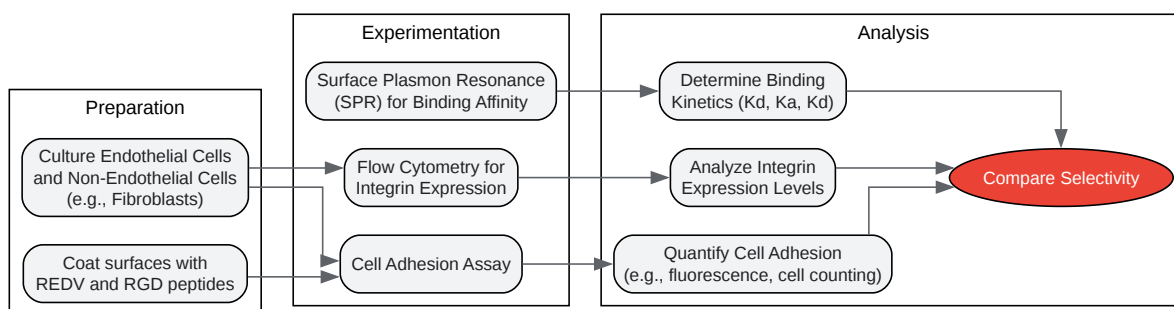 Preparation
Culture Endothelial Cells
and Non-Endothelial Cells
(e.g., Fibroblasts)
Coat surfaces with
REDV and RGD peptides
Experimentation
Surface Plasmon Resonance
(SPR) for Binding Affinity
Flow Cytometry for
Integrin Expression
Cell Adhesion Assay
Analysis
Determine Binding
Kinetics (Kd, Ka, Kd)
Analyze Integrin
Expression Levels
Quantify Cell Adhesion
(e.g., fluorescence, cell counting)
Compare Selectivity